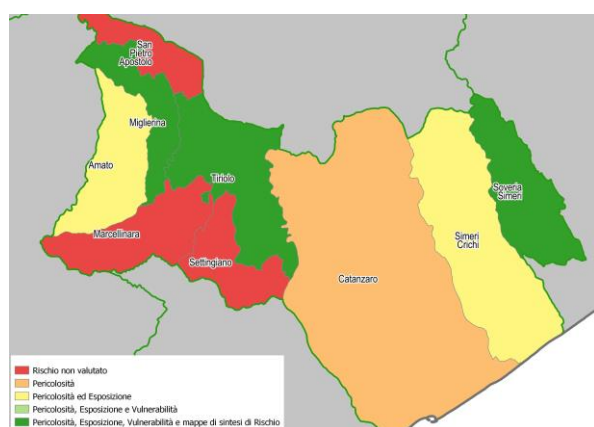 San
Pietro
Apostolo
Miglierina
Amato
Tiriolo
Soveria
Simeri
Marcellinara
Simeri
Crichi
Settingiano
Catanzaro
Rischio non valutato
Pericolosità
Pericolosità ed Esposizione
Pericolosità, Esposizione e Vulnerabilità
Pericolosità, Esposizione, Vulnerabilità e mappe di sintesi di Rischio